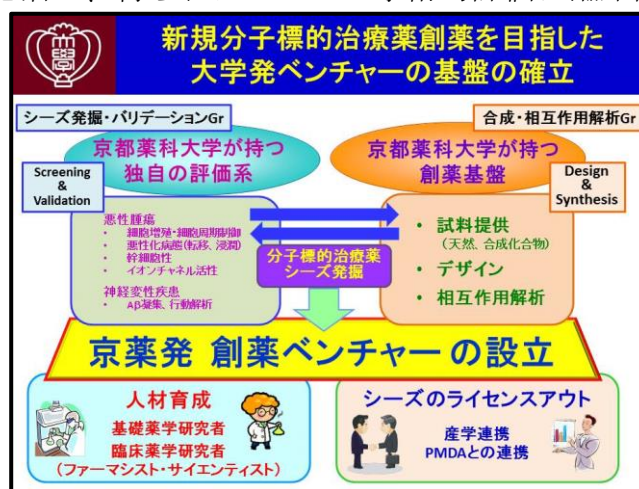 新規分子標的治療薬創薬を目指した
大学発ベンチャーの基盤の確立
シーズ発掘・バリデーションGr
合成・相互作用解析Gr
京都薬科大学が持つ
独自の評価系
京都薬科大学が持つ
創薬基盤
Screening
&
Validation
Design
&
Synthesis
悪性腫瘍
• 細胞増殖・細胞周期制御
• 悪性化病態(転移、浸潤)
• 幹細胞性
• イオンチャネル活性
神経変性疾患
• Aβ凝集、行動解析
分子標的治療薬
シーズ発掘
• 試料提供
(天然、合成化合物)
• デザイン
• 相互作用解析
京薬発 創薬ベンチャーの設立
人材育成
基礎薬学研究者
臨床薬学研究者
(ファーマシスト・サイエンティスト)
シーズのライセンスアウト
産学連携
PMDAとの連携